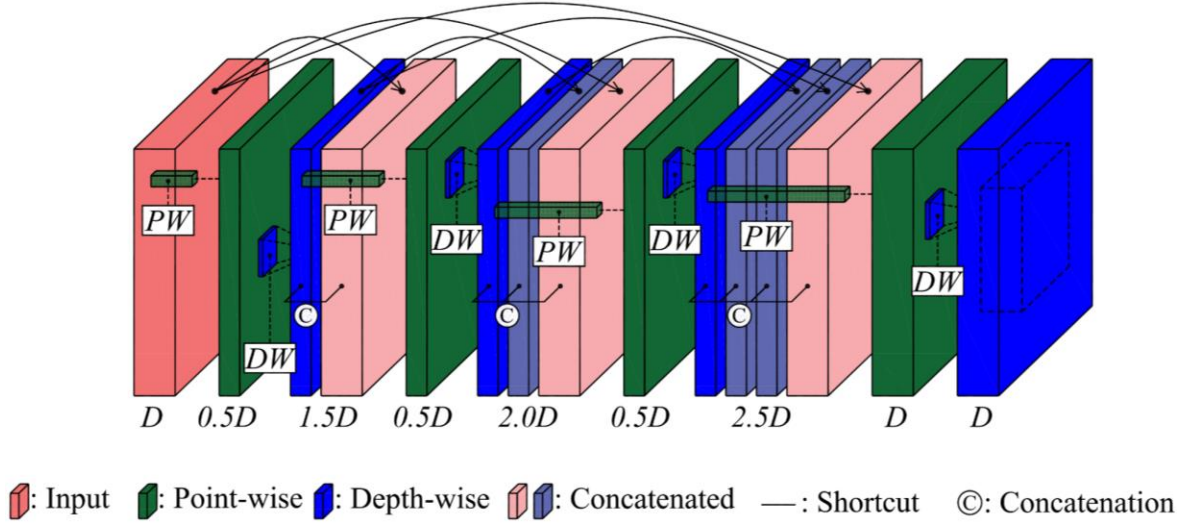 PW
DW
PW
DW
PW
DW
PW
DW
C
C
C
D 0.5D 1.5D 0.5D 2.0D 0.5D 2.5D D D
: Input : Point-wise : Depth-wise : Concatenated — : Shortcut Ⓒ: Concatenation